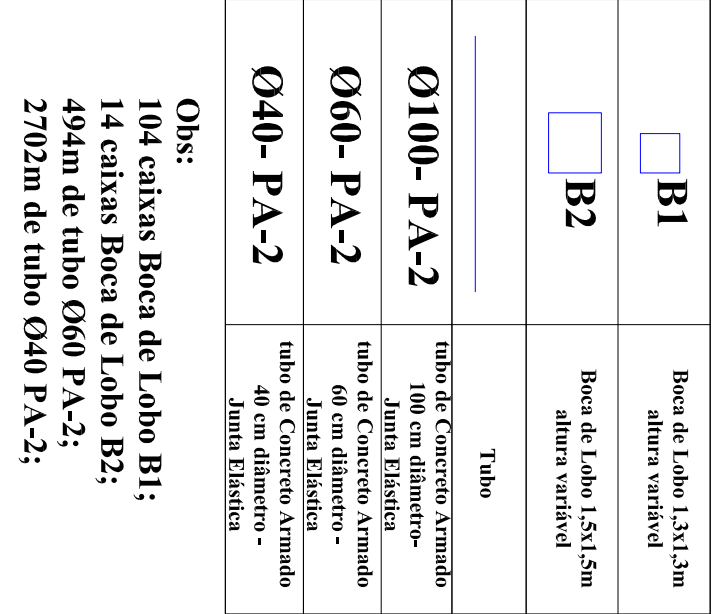 B1
Boca de Lobo 1,3x1,3m
altura variável
B2
Boca de Lobo 1,5x1,5m
altura variável
Tubo
Ø100- PA-2
tubo de Concreto Armado
100 cm diâmetro-
Junta Elástica
Ø60- PA-2
tubo de Concreto Armado
60 cm diâmetro -
Junta Elástica
Ø40- PA-2
tubo de Concreto Armado
40 cm diâmetro -
Junta Elástica
Obs:
104 caixas Boca de Lobo B1;
14 caixas Boca de Lobo B2;
494m de tubo Ø60 PA-2;
2702m de tubo Ø40 PA-2;